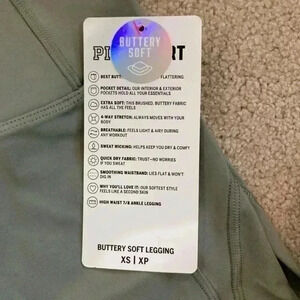 BUTTERY
SOFT
BEST BUTT
FLATTERING
POCKET DETAIL: OUR INTERIOR & EXTERIOR
POCKETS HOLD ALL YOUR ESSENTIALS
EXTRA SOFT: THIS BRUSHED, BUTTERY FABRIC
HAS ALL THE FEELS
4-WAY STRETCH: ALWAYS MOVES WITH YOUR
BODY
BREATHABLE: FEELS LIGHT & AIRY DURING
ANY WORKOUT
SWEAT WICKING: HELPS KEEP YOU DRY & COMFY
QUICK DRY FABRIC: TRUST—NO WORRIES
IF YOU SWEAT
SMOOTHING WAISTBAND: LIES FLAT & WON'T
DIG IN
WHY YOU'LL LOVE IT: OUR SOFTEST STYLE
FEELS LIKE A SECOND SKIN
HIGH WAIST 7/8 ANKLE LEGGING
BUTTERY SOFT LEGGING
XS | XP